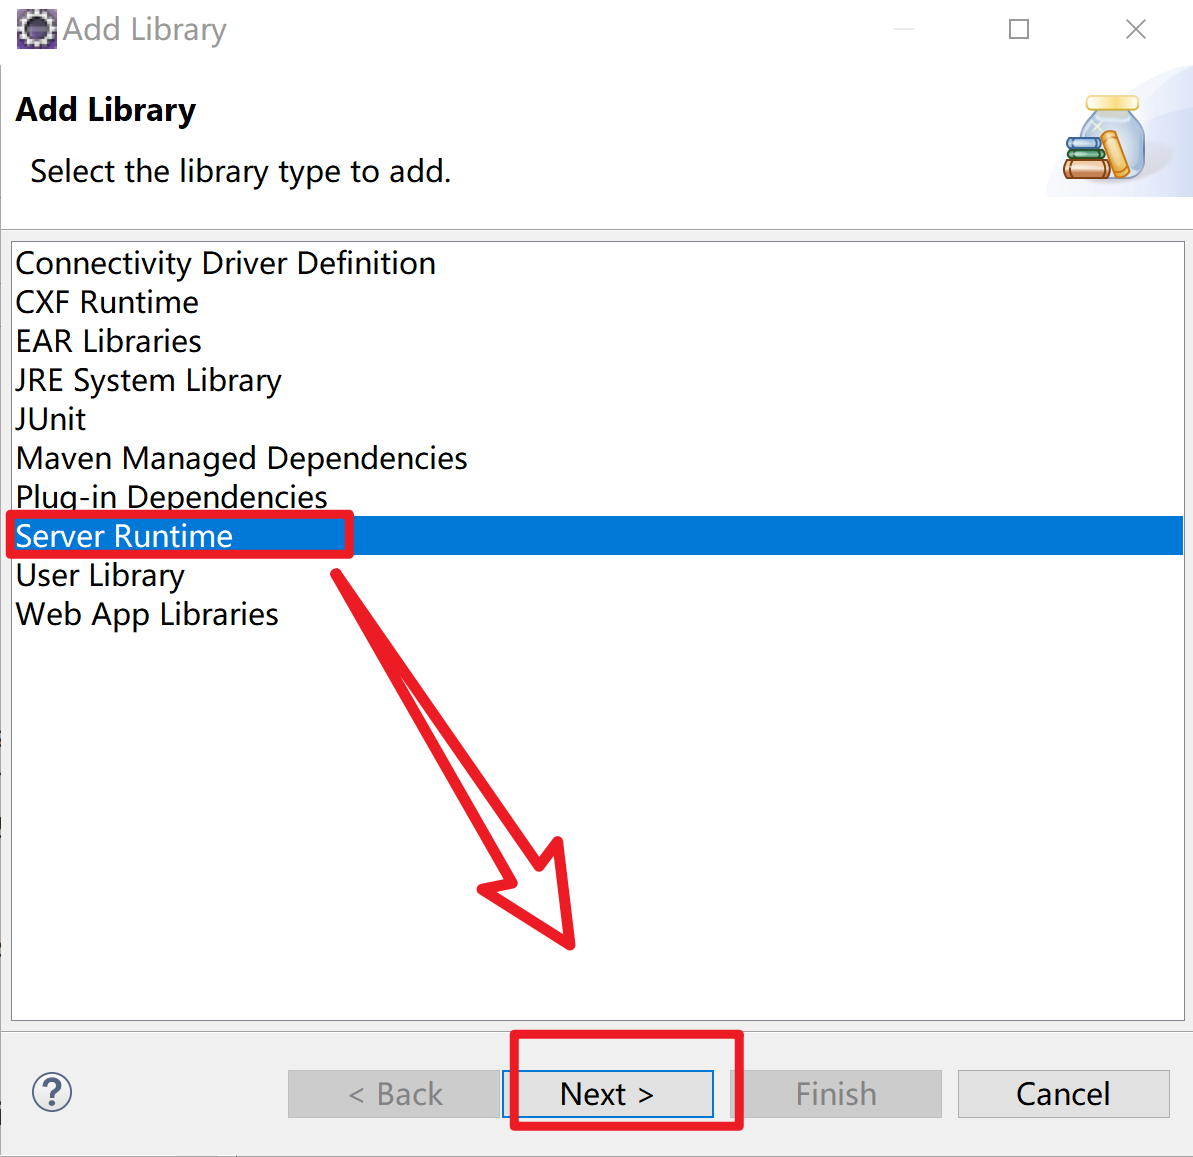 Add Library
Add Library
Select the library type to add.
Connectivity Driver Definition
CXF Runtime
EAR Libraries
JRE System Library
JUnit
Maven Managed Dependencies
Plug-in Dependencies
Server Runtime
User Library
Web App Libraries
?
< Back
Next >
Finish
Cancel